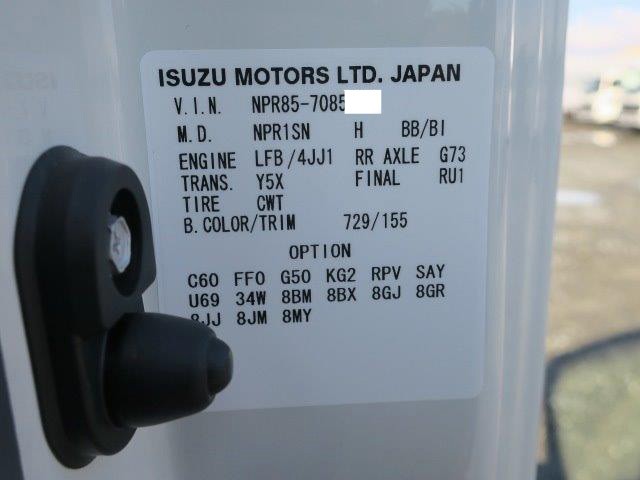 ISUZU MOTORS LTD. JAPAN
V.I.N. NPR85-7085
M.D. NPR1SN H BB/BI
ENGINE LFB/4JJ1 RR AXLE G73
TRANS. Y5X FINAL RU1
TIRE CWT
B.COLOR/TRIM 729/155
OPTION
C60 FF0 G50 KG2 RPV SAY
U69 34W 8BM 8BX 8GJ 8GR
8JJ 8JM 8MY